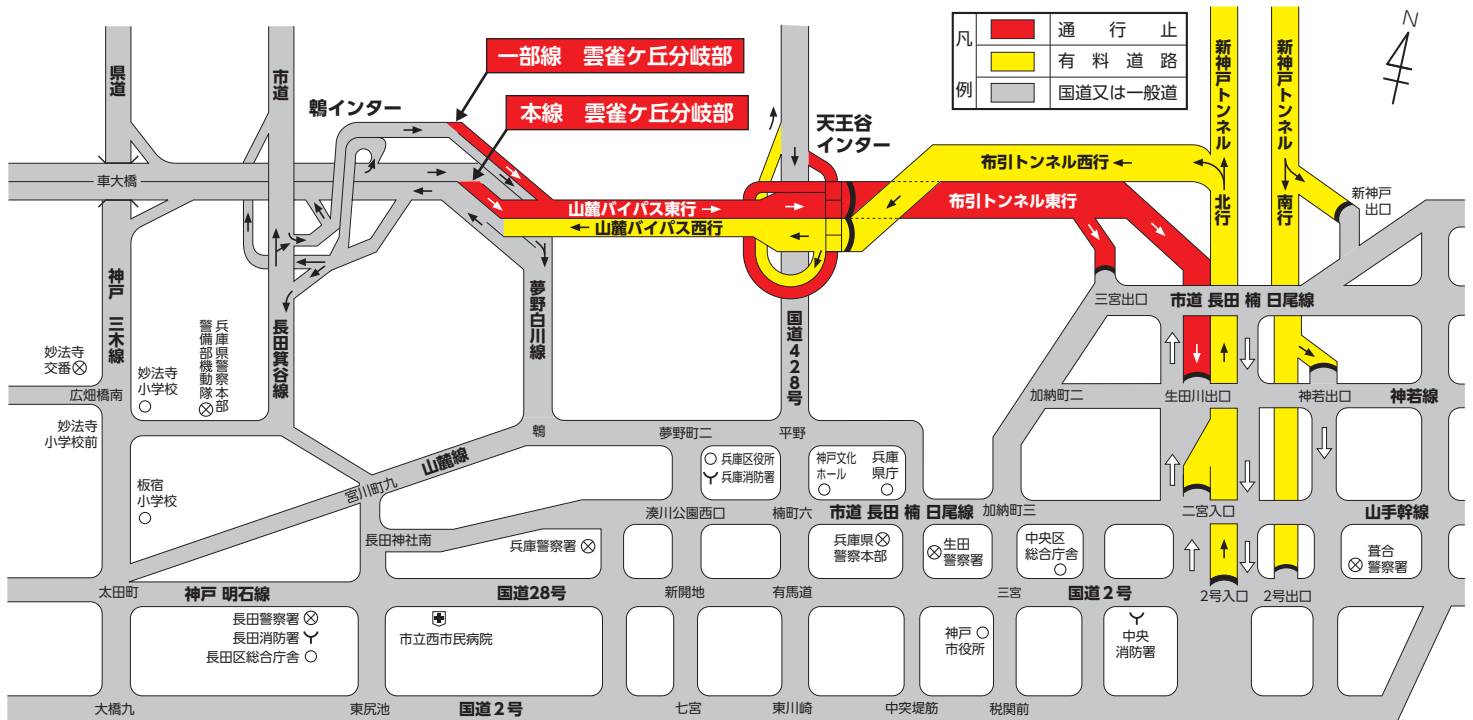 凡例
通行止
有料道路
国道又は一般道
N
一部線 雲雀ケ丘分岐部
本線 雲雀ケ丘分岐部
県道
市道
鵯インター
天王谷
インター
新神戸トンネル
北行
新神戸トンネル
南行
新神戸
出口
車大橋
布引トンネル西行
布引トンネル東行
山麓バイパス東行
山麓バイパス西行
神戸 三木線
長田箕谷線
夢野白川線
国道428号
三宮出口
市道 長田 楠 日尾線
妙法寺
交番
妙法寺
小学校
兵庫県警察本部
警備部機動隊
広畑橋南
妙法寺
小学校前
加納町二
生田川出口
神若出口
神若線
鵯
夢野町二
平野
山麓線
宮川町九
板宿
小学校
兵庫区役所
兵庫消防署
神戸文化
ホール
兵庫
県庁
湊川公園西口
楠町六
市道 長田 楠 日尾線
加納町三
二宮入口
山手幹線
長田神社南
兵庫警察署
兵庫県
警察本部
生田
警察署
中央区
総合庁舎
葺合
警察署
太田町
神戸 明石線
国道28号
新開地
有馬道
三宮
国道2号
2号入口
2号出口
長田警察署
長田消防署
長田区総合庁舎
市立西市民病院
神戸
市役所
中央
消防署
大橋九
東尻池
国道2号
七宮
東川崎
中突堤筋
税関前